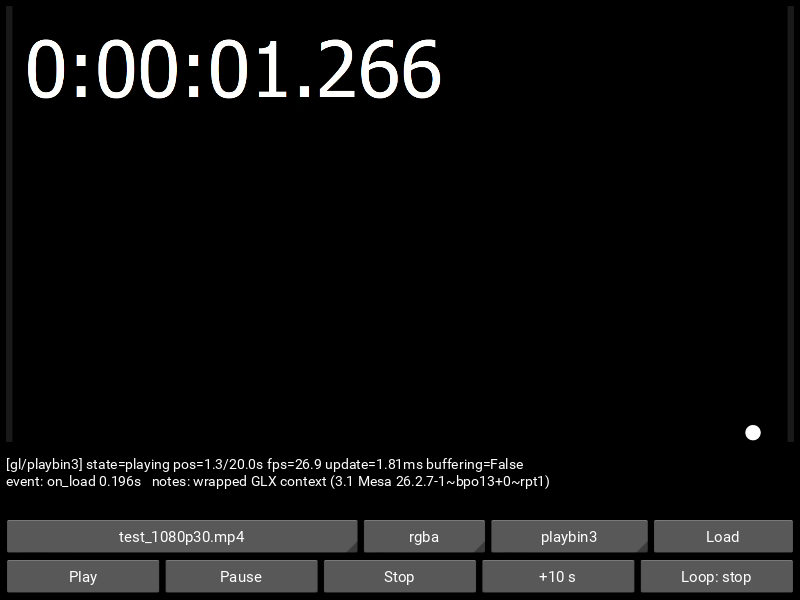 0:00:01.266
[gl/playbin3] state=playing pos=1.3/20.0s fps=26.9 update=1.81ms buffering=False
event: on_load 0.196s   notes: wrapped GLX context (3.1 Mesa 26.2.7-1~bpo13+0~rpt1)
test_1080p30.mp4 rgba playbin3 Load
Play Pause Stop +10 s Loop: stop